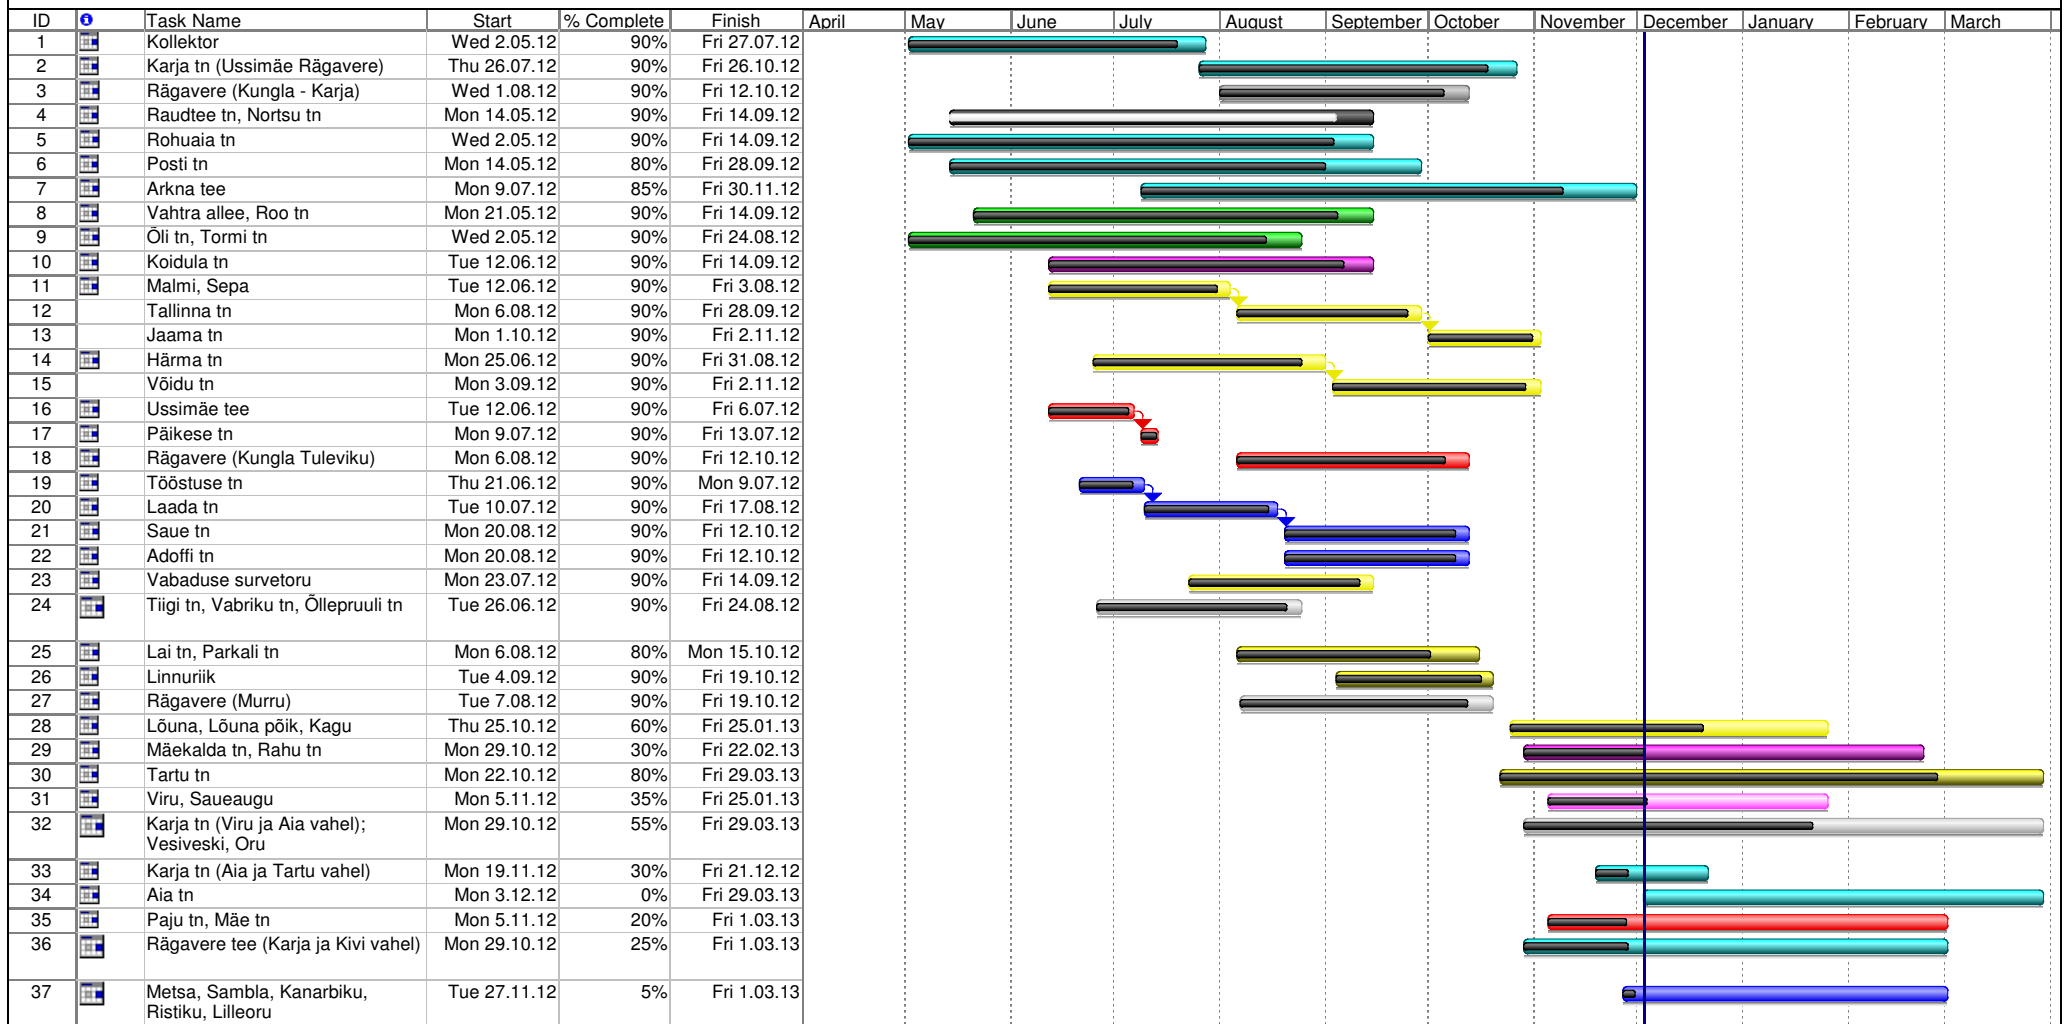 ID Task Name Start % Complete Finish April May June July August September October November December January February March
1 Kollektor Wed 2.05.12 90% Fri 27.07.12
2 Karja tn (Ussimäe Rägavere) Thu 26.07.12 90% Fri 26.10.12
3 Rägavere (Kungla - Karja) Wed 1.08.12 90% Fri 12.10.12
4 Raudtee tn, Nortsu tn Mon 14.05.12 90% Fri 14.09.12
5 Rohuaia tn Wed 2.05.12 90% Fri 14.09.12
6 Posti tn Mon 14.05.12 80% Fri 28.09.12
7 Arkna tee Mon 9.07.12 85% Fri 30.11.12
8 Vahtra allee, Roo tn Mon 21.05.12 90% Fri 14.09.12
9 Õli tn, Tormi tn Wed 2.05.12 90% Fri 24.08.12
10 Koidula tn Tue 12.06.12 90% Fri 14.09.12
11 Malmi, Sepa Tue 12.06.12 90% Fri 3.08.12
12 Tallinna tn Mon 6.08.12 90% Fri 28.09.12
13 Jaama tn Mon 1.10.12 90% Fri 2.11.12
14 Härma tn Mon 25.06.12 90% Fri 31.08.12
15 Võidu tn Mon 3.09.12 90% Fri 2.11.12
16 Ussimäe tee Tue 12.06.12 90% Fri 6.07.12
17 Päikese tn Mon 9.07.12 90% Fri 13.07.12
18 Rägavere (Kungla Tuleviku) Mon 6.08.12 90% Fri 12.10.12
19 Tööstuse tn Thu 21.06.12 90% Mon 9.07.12
20 Laada tn Tue 10.07.12 90% Fri 17.08.12
21 Saue tn Mon 20.08.12 90% Fri 12.10.12
22 Adoffi tn Mon 20.08.12 90% Fri 12.10.12
23 Vabaduse survetoru Mon 23.07.12 90% Fri 14.09.12
24 Tiigi tn, Vabriku tn, Õllepruuli tn Tue 26.06.12 90% Fri 24.08.12
25 Lai tn, Parkali tn Mon 6.08.12 80% Mon 15.10.12
26 Linnuriik Tue 4.09.12 90% Fri 19.10.12
27 Rägavere (Murru) Tue 7.08.12 90% Fri 19.10.12
28 Lõuna, Lõuna põik, Kagu Thu 25.10.12 60% Fri 25.01.13
29 Mäekalda tn, Rahu tn Mon 29.10.12 30% Fri 22.02.13
30 Tartu tn Mon 22.10.12 80% Fri 29.03.13
31 Viru, Saueaugu Mon 5.11.12 35% Fri 25.01.13
32 Karja tn (Viru ja Aia vahel); Mon 29.10.12 55% Fri 29.03.13
Vesiveski, Oru
33 Karja tn (Aia ja Tartu vahel) Mon 19.11.12 30% Fri 21.12.12
34 Aia tn Mon 3.12.12 0% Fri 29.03.13
35 Paju tn, Mäe tn Mon 5.11.12 20% Fri 1.03.13
36 Rägavere tee (Karja ja Kivi vahel) Mon 29.10.12 25% Fri 1.03.13
37 Metsa, Sambla, Kanarbiku, Tue 27.11.12 5% Fri 1.03.13
Ristiku, Lilleoru